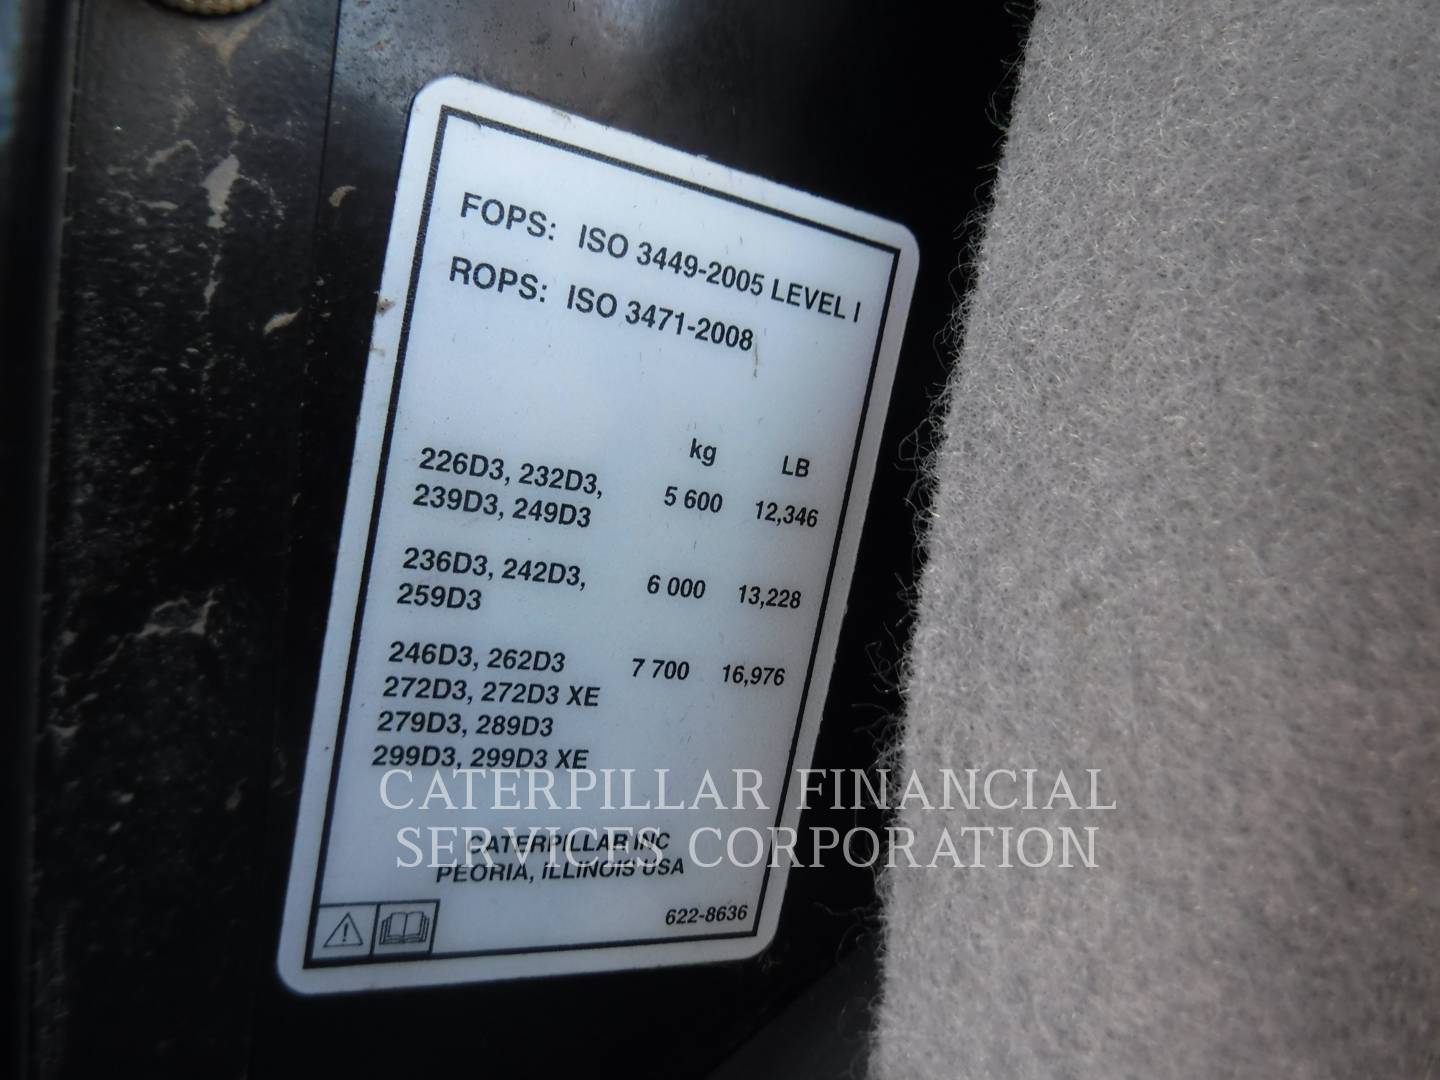 FOPS: ISO 3449-2005 LEVEL I
ROPS: ISO 3471-2008
kg LB
226D3, 232D3, 5 600 12,346
239D3, 249D3
236D3, 242D3, 6 000 13,228
259D3
246D3, 262D3 7 700 16,976
272D3, 272D3 XE
279D3, 289D3
299D3, 299D3 XE
CATERPILLAR FINANCIAL
SERVICES CORPORATION
CATERPILLAR INC
PEORIA, ILLINOIS USA
622-8636